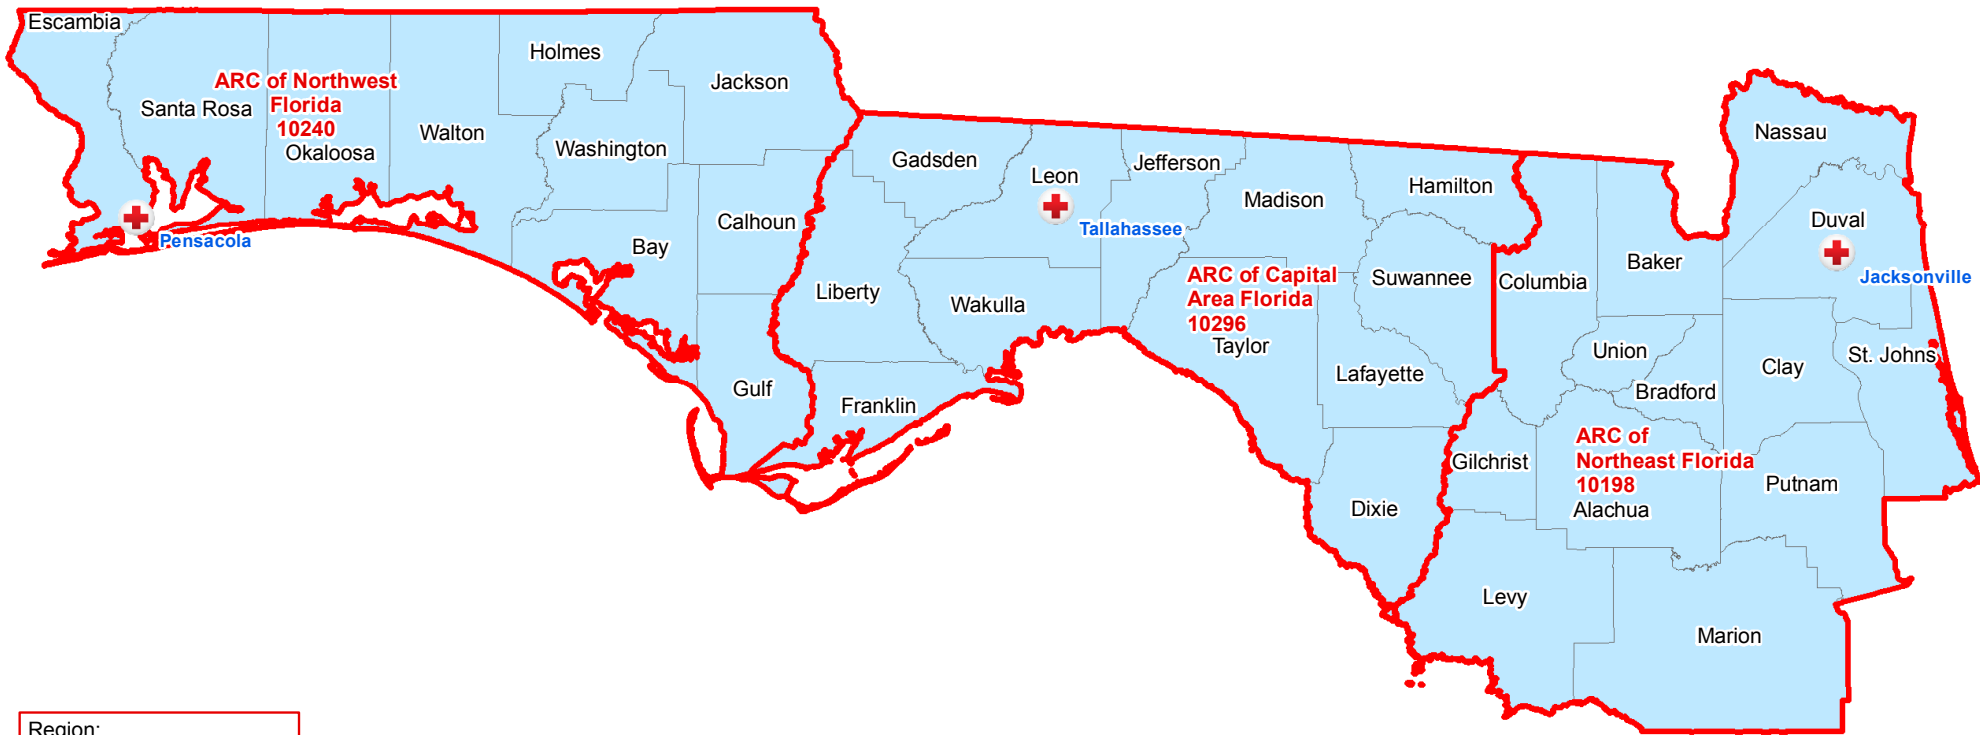 Escambia
Holmes
Jackson
ARC of Northwest
Florida
10240
Santa Rosa
Okaloosa
Walton
Washington
Calhoun
Bay
Pensacola
Gulf
Gadsden
Leon
Jefferson
Tallahassee
Madison
Hamilton
Liberty
Wakulla
Franklin
ARC of Capital
Area Florida
10296
Taylor
Suwannee
Lafayette
Dixie
Nassau
Duval
Jacksonville
Columbia
Baker
Union
Bradford
Clay
St. Johns
ARC of
Northeast Florida
10198
Alachua
Gilchrist
Putnam
Levy
Marion
Region: